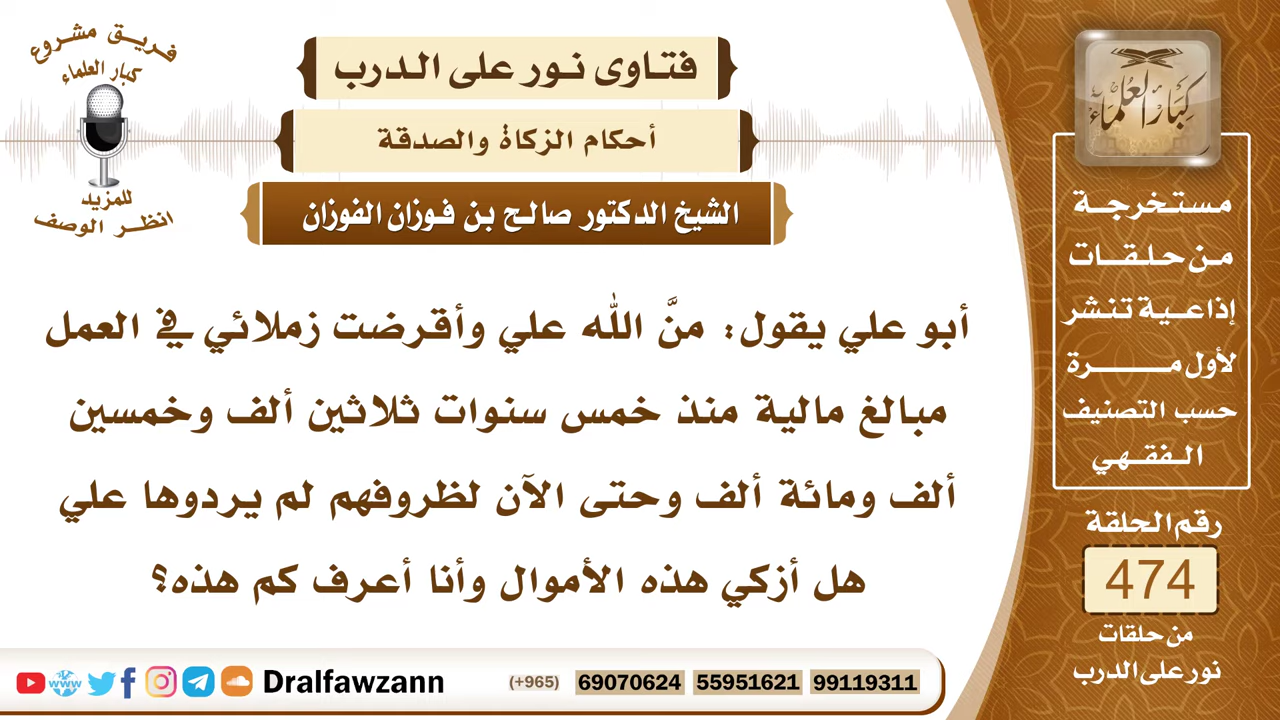 فريق مشروع
كبار العلماء
للمزيد
انظر الوصف
فتاوى نور على الدرب
أحكام الزكاة والصدقة
الشيخ الدكتور صالح بن فوزان الفوزان
أبو علي يقول: منَّ الله علي وأقرضت زملائي في العمل
مبالغ مالية منذ خمس سنوات ثلاثين ألف وخمسين
ألف ومائة ألف وحتى الآن لظروفهم لم يردوها علي
هل أزكي هذه الأموال وأنا أعرف كم هذه؟
كبار العلماء
مستخرجة
من حلقات
إذاعية تنشر
لأول مرة
حسب التصنيف
الفقهي
رقم الحلقة
474
من حلقات
نور على الدرب
www
Dralfawzann
(+965) 69070624 55951621 99119311